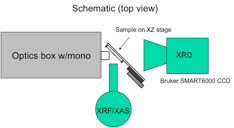 Schematic (top view)
Sample on XZ stage
Optics box w/mono
XRD
Bruker SMART6000 CCD
XRF/XAS